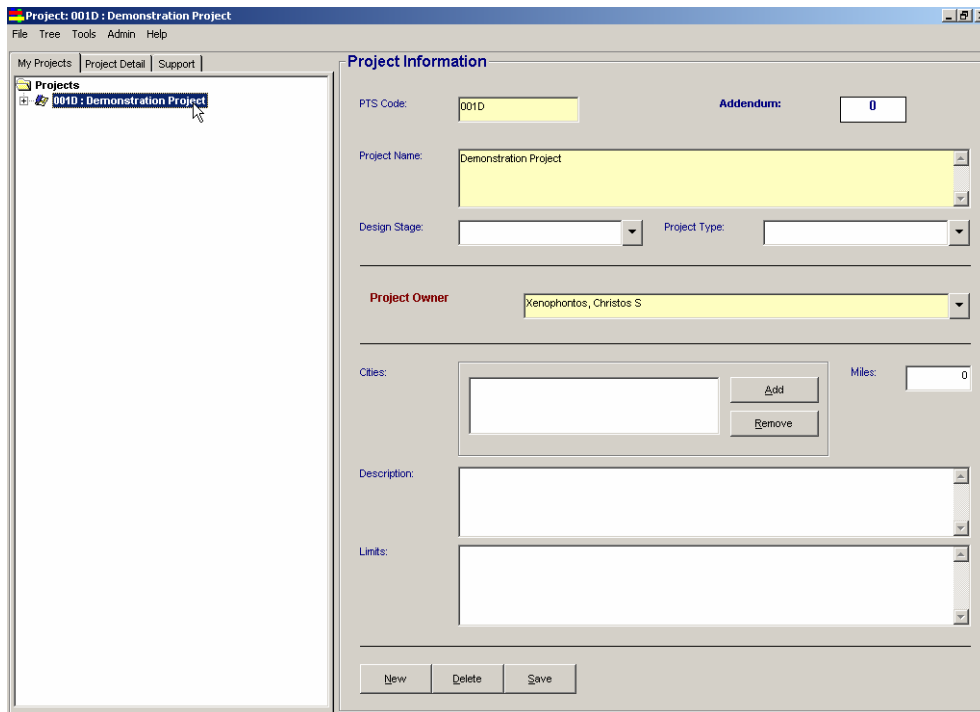 Project: 001D : Demonstration Project
File Tree Tools Admin Help
My Projects Project Detail Support
Projects
001D : Demonstration Project
Project Information
PTS Code: 001D Addendum: 0
Project Name: Demonstration Project
Design Stage: Project Type:
Project Owner Xenophontos, Christos S
Cities: Add Miles: 0
Remove
Description:
Limits:
New Delete Save